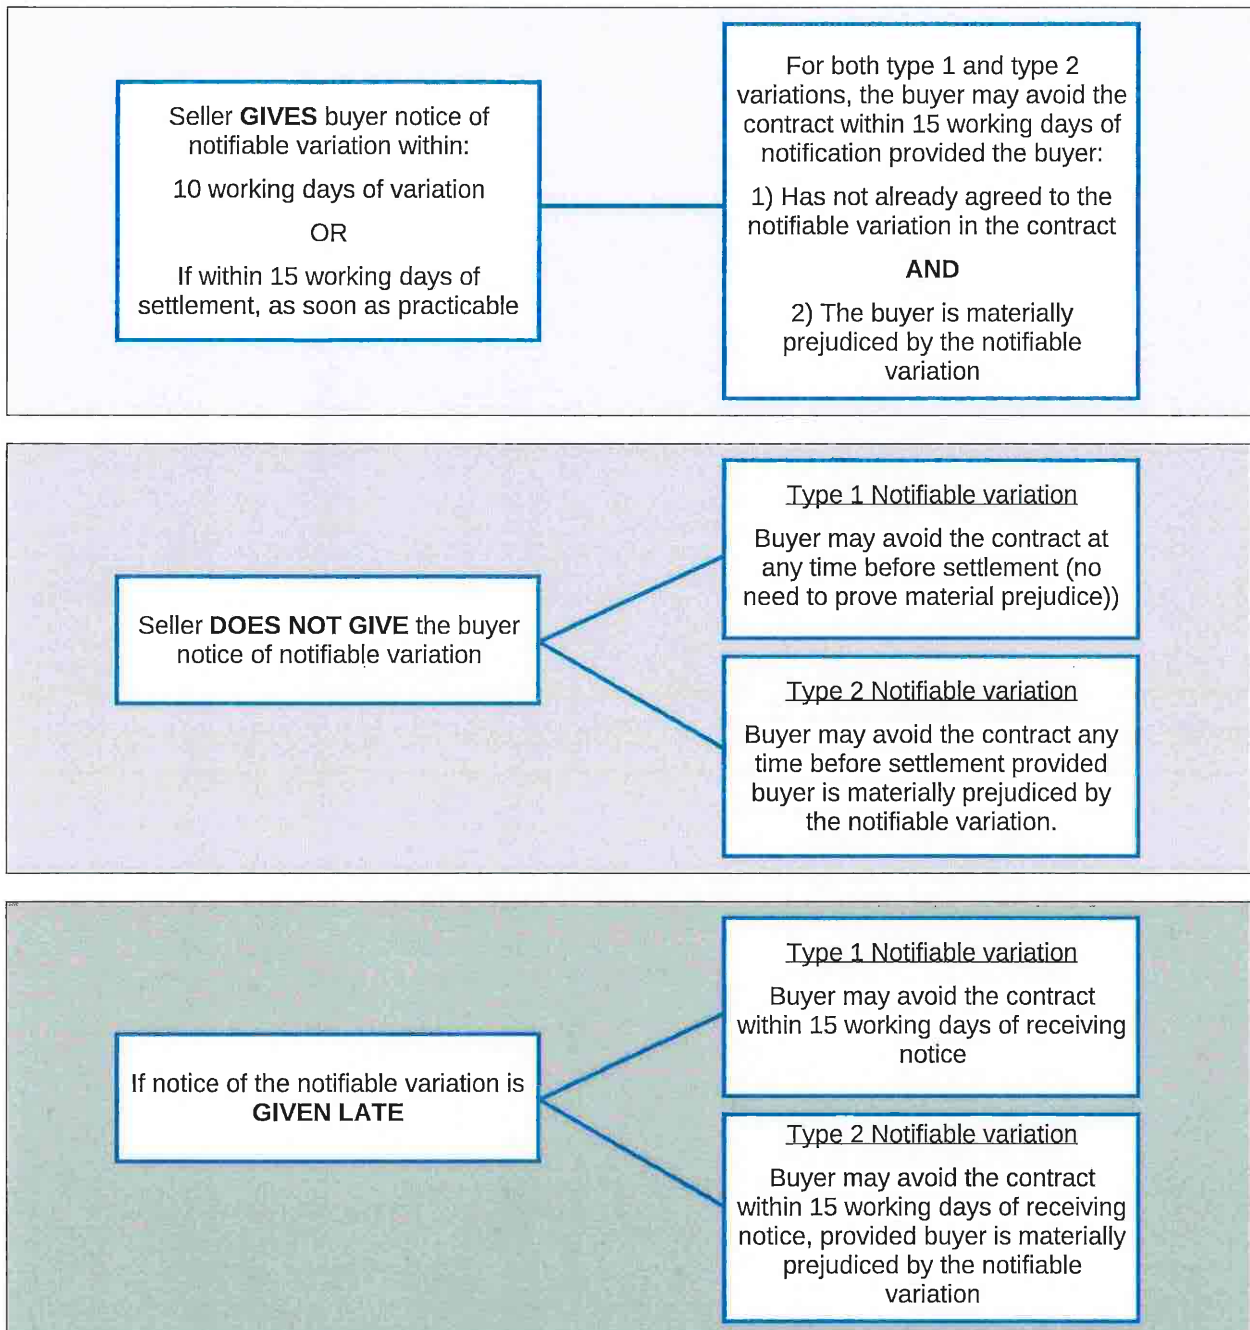 Seller GIVES buyer notice of
notifiable variation within:
10 working days of variation
OR
If within 15 working days of
settlement, as soon as practicable
For both type 1 and type 2
variations, the buyer may avoid the
contract within 15 working days of
notification provided the buyer:
1) Has not already agreed to the
notifiable variation in the contract
AND
2) The buyer is materially
prejudiced by the notifiable
variation
Seller DOES NOT GIVE the buyer
notice of notifiable variation
Type 1 Notifiable variation
Buyer may avoid the contract at
any time before settlement (no
need to prove material prejudice))
Type 2 Notifiable variation
Buyer may avoid the contract any
time before settlement provided
buyer is materially prejudiced by
the notifiable variation.
If notice of the notifiable variation is
GIVEN LATE
Type 1 Notifiable variation
Buyer may avoid the contract
within 15 working days of receiving
notice
Type 2 Notifiable variation
Buyer may avoid the contract
within 15 working days of receiving
notice, provided buyer is materially
prejudiced by the notifiable
variation